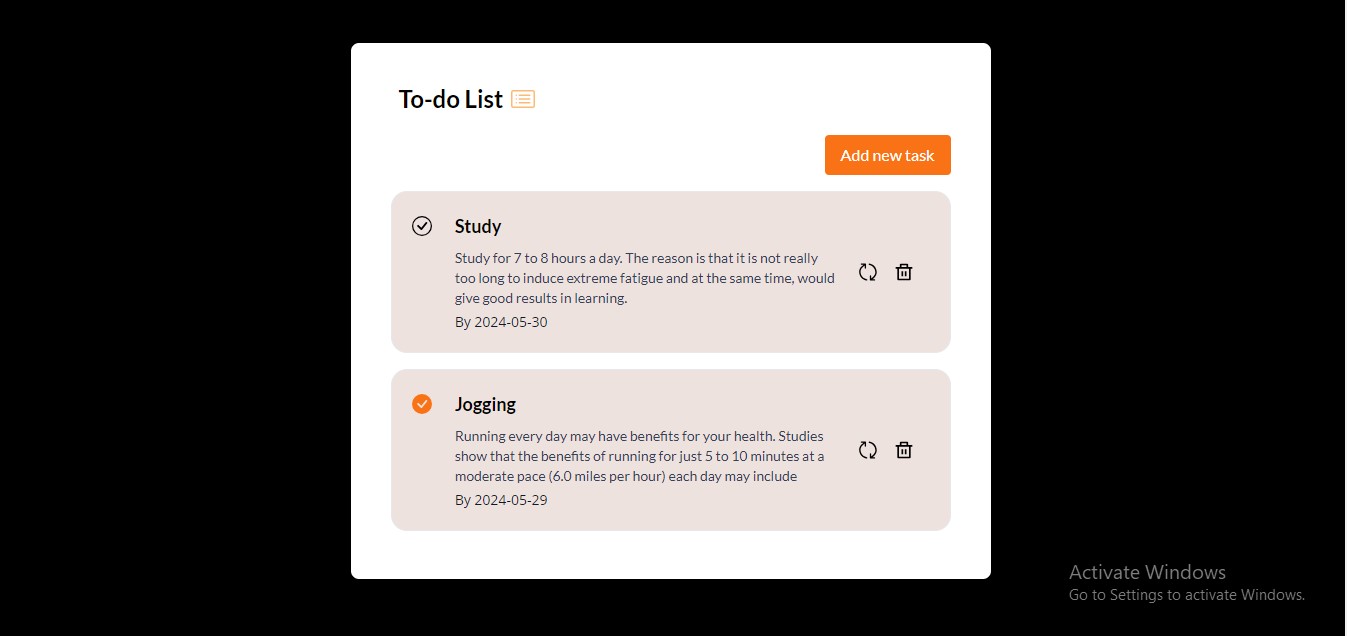 To-do List
Add new task
Study
Study for 7 to 8 hours a day. The reason is that it is not really
too long to induce extreme fatigue and at the same time, would
give good results in learning.
By 2024-05-30
Jogging
Running every day may have benefits for your health. Studies
show that the benefits of running for just 5 to 10 minutes at a
moderate pace (6.0 miles per hour) each day may include
By 2024-05-29
Activate Windows
Go to Settings to activate Windows.